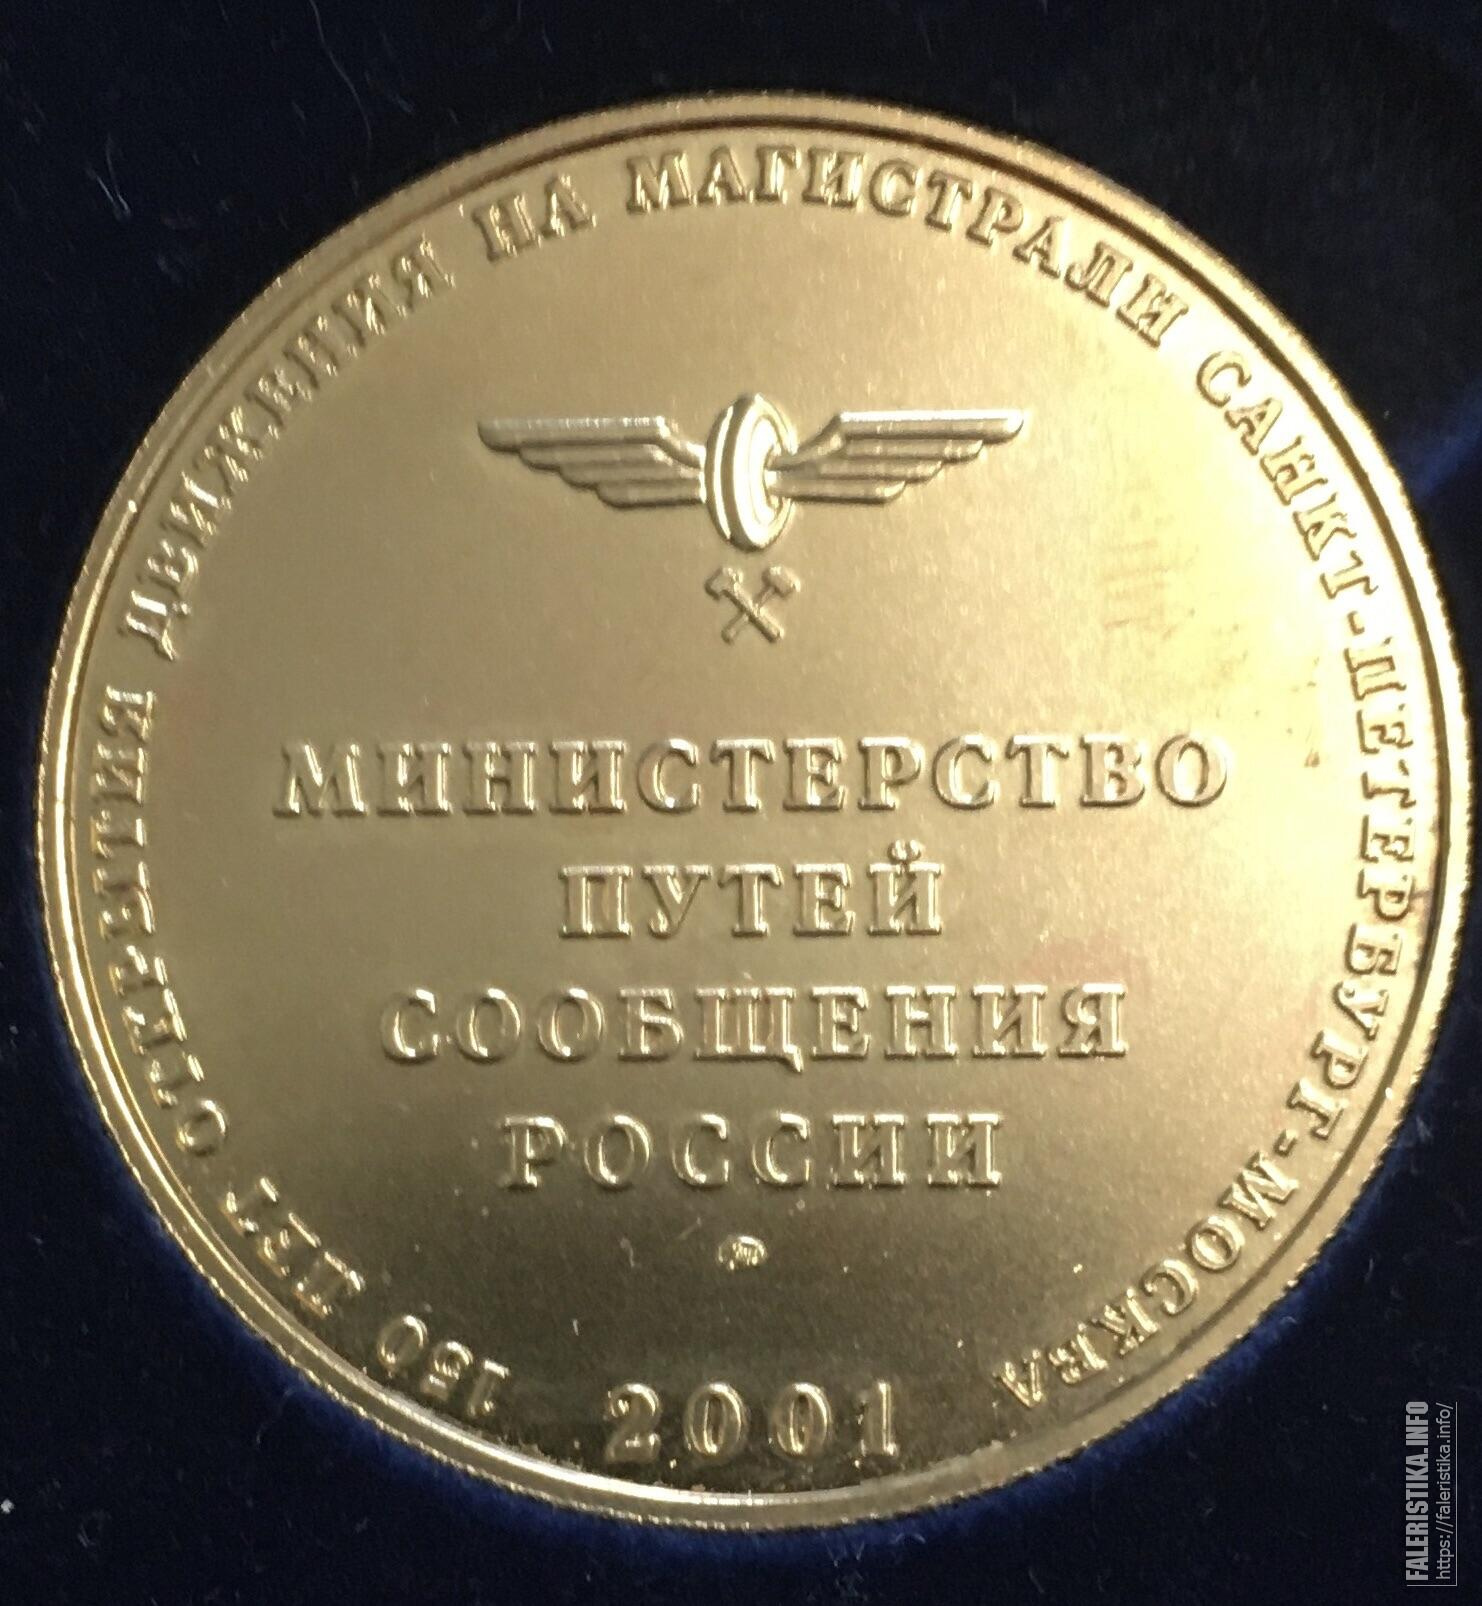 150 ЛЕТ ОТКРЫТИЯ ДВИЖЕНИЯ НА МАГИСТРАЛИ САНКТ-ПЕТЕРБУРГ-МОСКВА
МИНИСТЕРСТВО
ПУТЕЙ
СООБЩЕНИЯ
РОССИИ
2001
FALERISTIKA.INFO
https://faleristika.info/